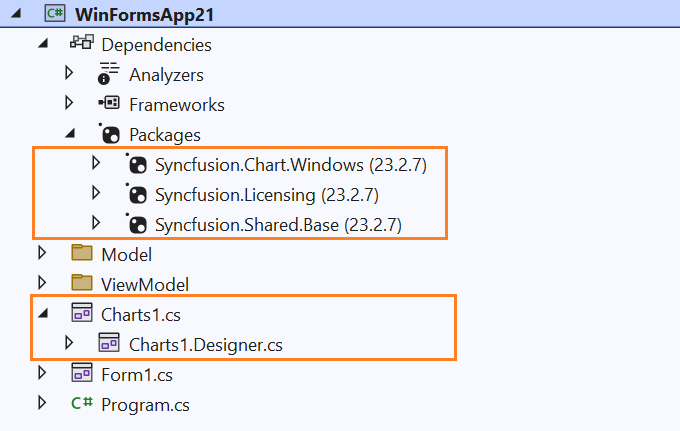 C# WinFormsApp21
Dependencies
Analyzers
Frameworks
Packages
Syncfusion.Chart.Windows (23.2.7)
Syncfusion.Licensing (23.2.7)
Syncfusion.Shared.Base (23.2.7)
Model
ViewModel
Charts1.cs
Charts1.Designer.cs
Form1.cs
C# Program.cs